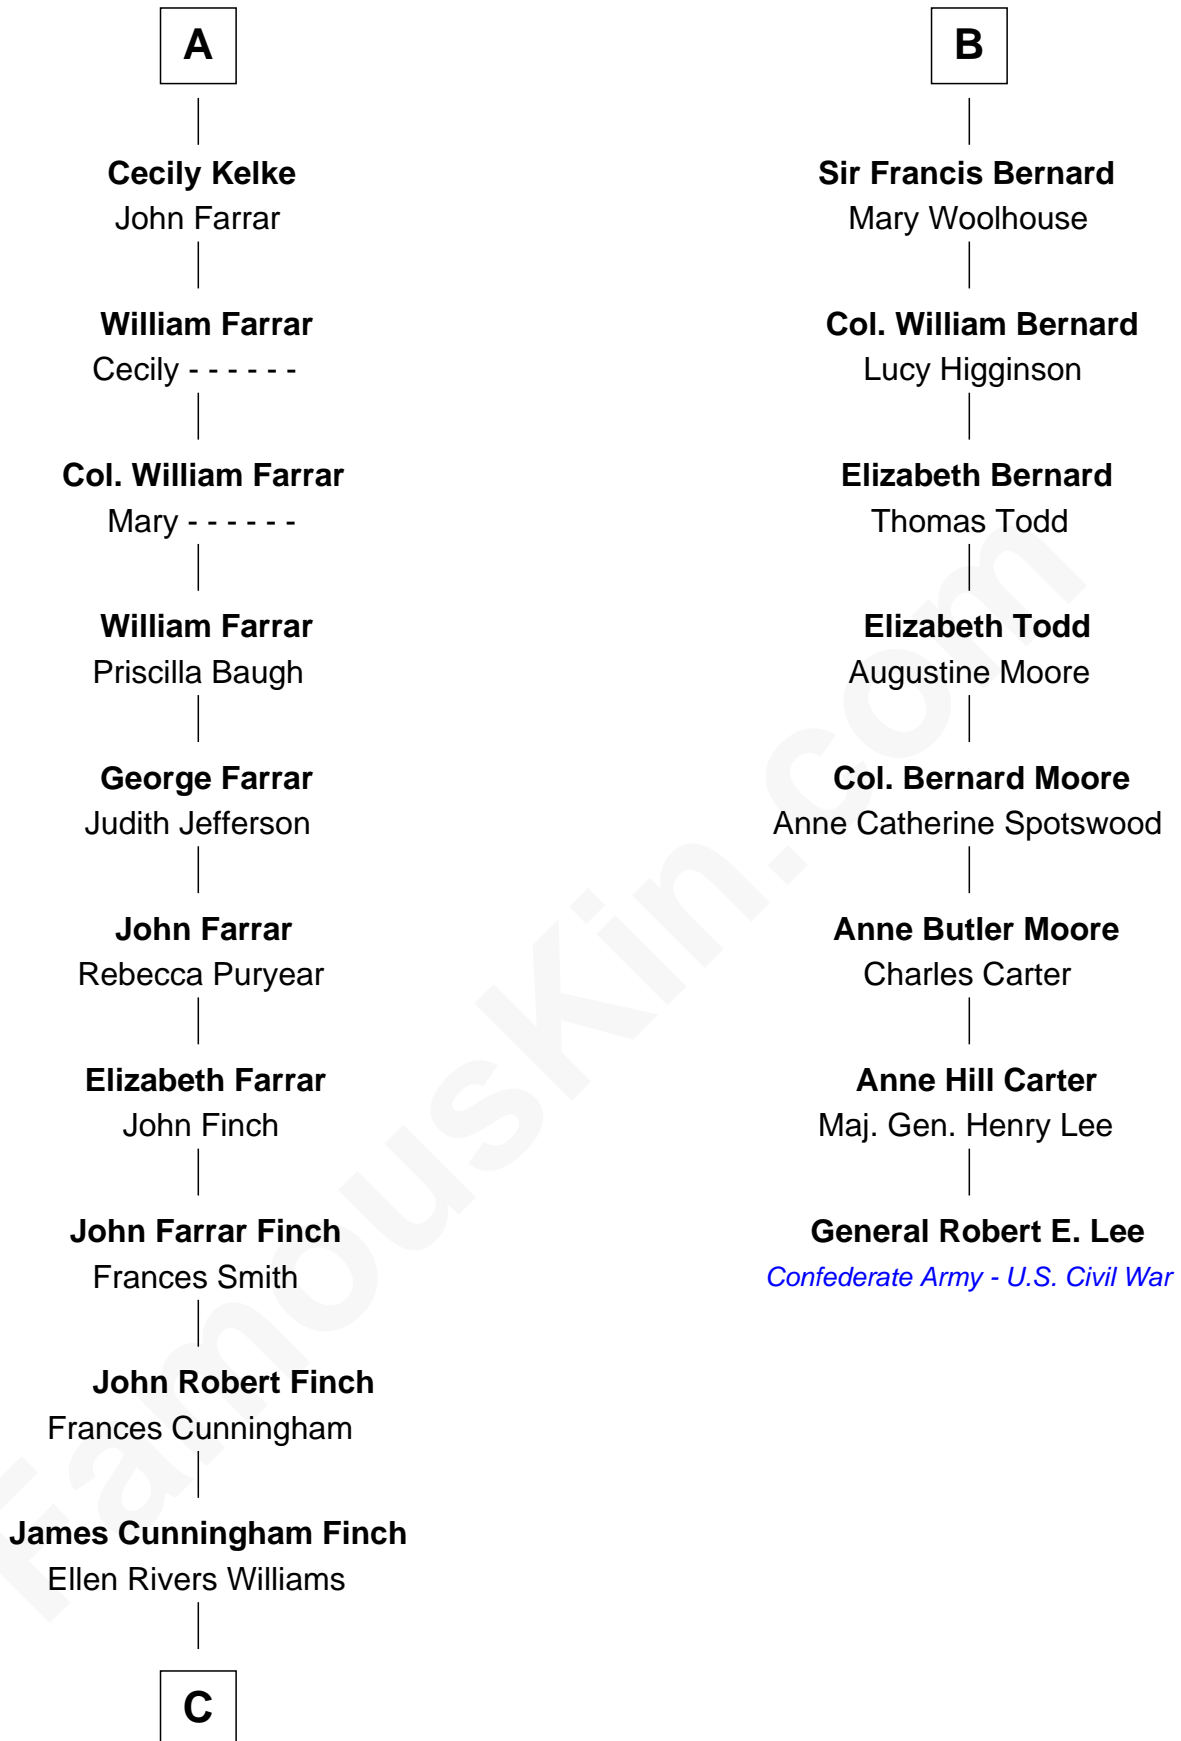 A
Cecily Kelke
John Farrar
William Farrar
Cecily - - - - - -
Col. William Farrar
Mary - - - - - -
William Farrar
Priscilla Baugh
George Farrar
Judith Jefferson
John Farrar
Rebecca Puryear
Elizabeth Farrar
John Finch
John Farrar Finch
Frances Smith
John Robert Finch
Frances Cunningham
James Cunningham Finch
Ellen Rivers Williams
C
B
Sir Francis Bernard
Mary Woolhouse
Col. William Bernard
Lucy Higginson
Elizabeth Bernard
Thomas Todd
Elizabeth Todd
Augustine Moore
Col. Bernard Moore
Anne Catherine Spotswood
Anne Butler Moore
Charles Carter
Anne Hill Carter
Maj. Gen. Henry Lee
General Robert E. Lee
Confederate Army - U.S. Civil War
FamousKin.com